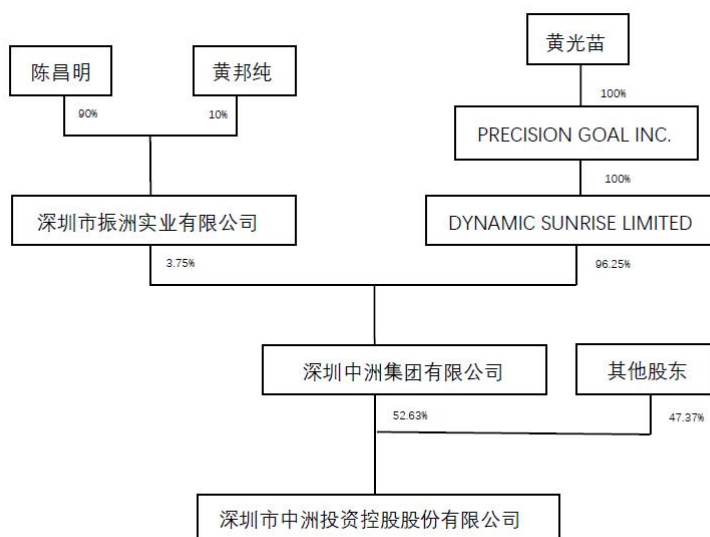 黄光苗
陈昌明
黄邦纯
100%
90%
10%
PRECISION GOAL INC.
100%
深圳市振洲实业有限公司
DYNAMIC SUNRISE LIMITED
3.75%
96.25%
深圳中洲集团有限公司
其他股东
52.63%
47.37%
深圳市中洲投资控股股份有限公司